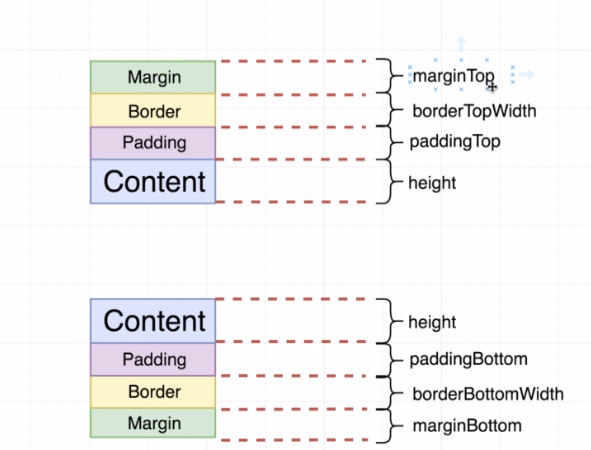 Margin
marginTop
Border
borderTopWidth
Padding
paddingTop
Content
height
Content
height
Padding
paddingBottom
Border
borderBottomWidth
Margin
marginBottom